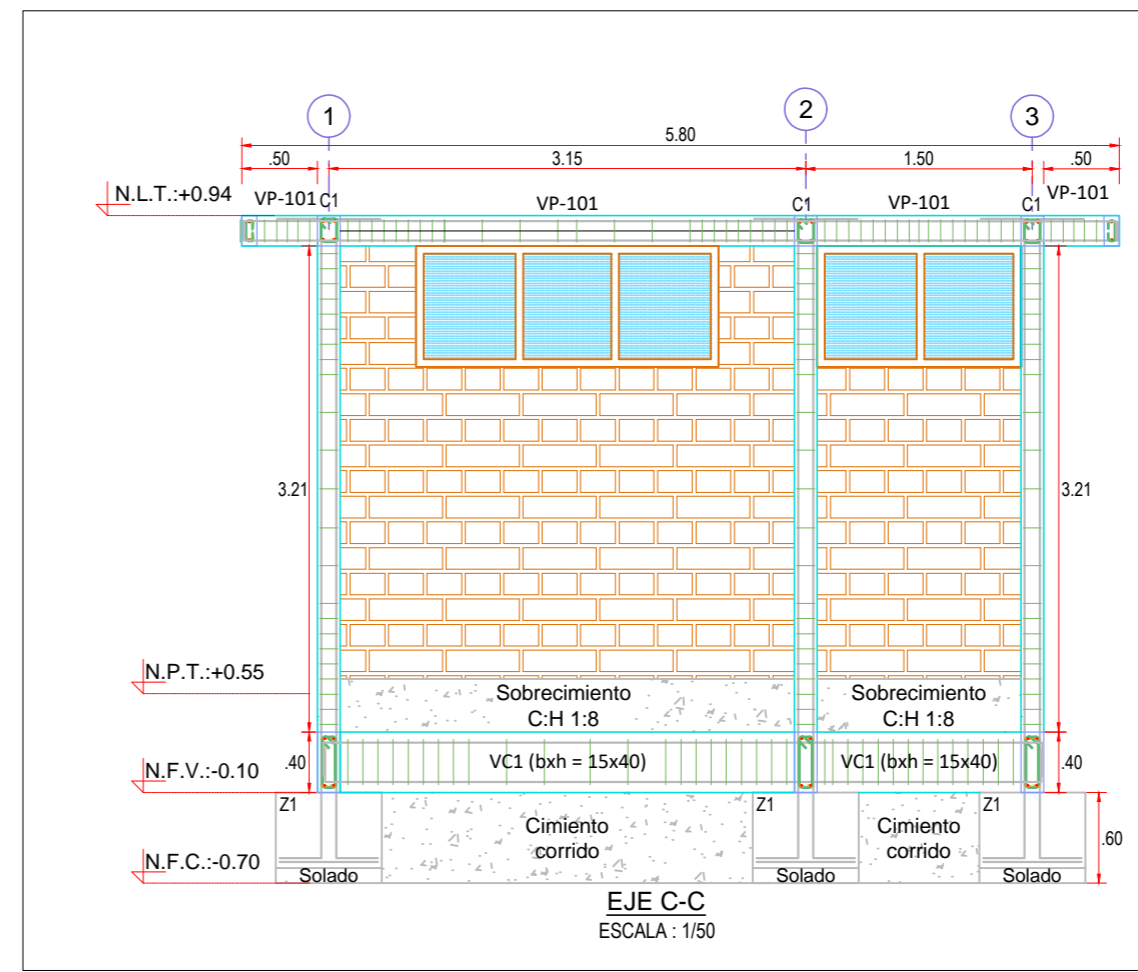 1
2
3
5.80
.50
3.15
1.50
.50
N.L.T.:+0.94
VP-101
C1
VP-101
C1
VP-101
C1
VP-101
3.21
3.21
N.P.T.:+0.55
Sobrecimiento
C:H 1:8
Sobrecimiento
C:H 1:8
N.F.V.:-0.10
.40
VC1 (bxh = 15x40)
VC1 (bxh = 15x40)
.40
Z1
Z1
Z1
Cimiento
corrido
Cimiento
corrido
.60
N.F.C.:-0.70
Solado
Solado
Solado
EJE C-C
ESCALA : 1/50